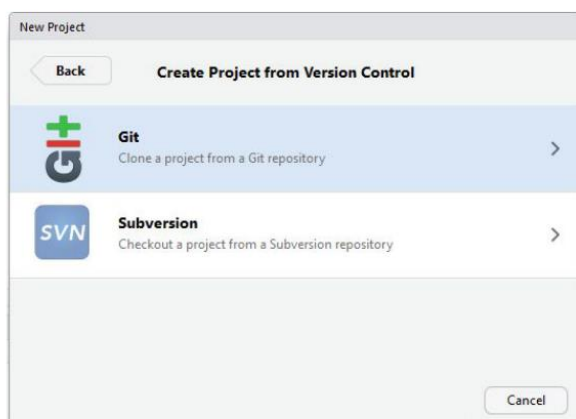 New Project
Back
Create Project from Version Control
Git
Git
Clone a project from a Git repository
SVN
Subversion
Checkout a project from a Subversion repository
Cancel